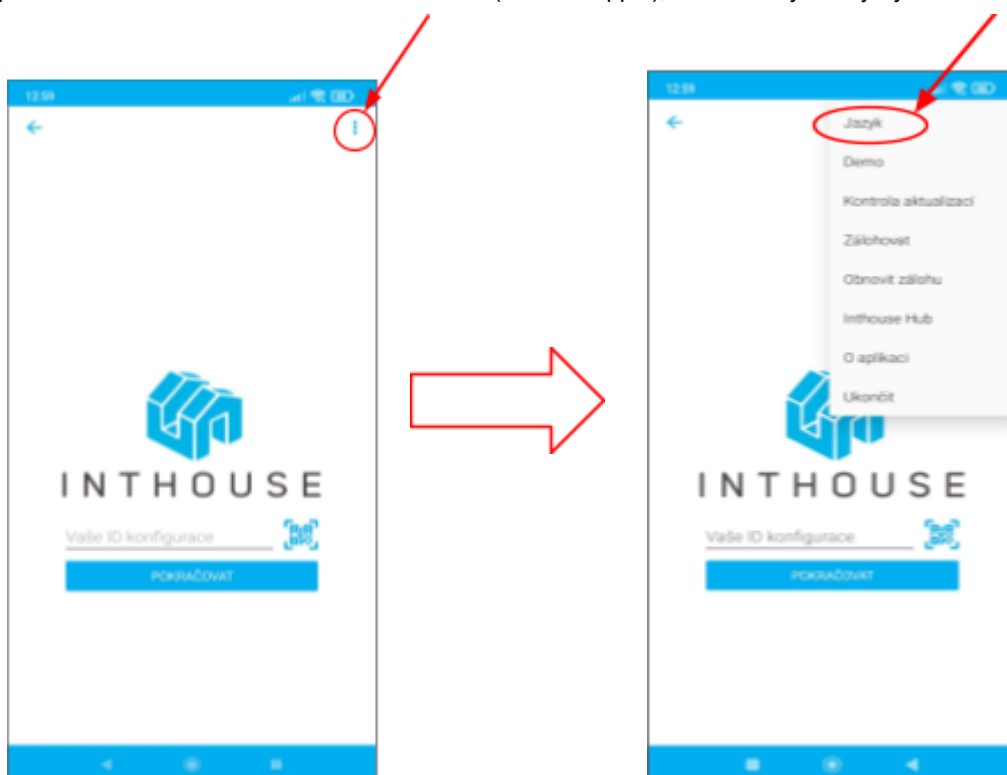 12:59
INTHOUSE
Vaše ID konfigurace
POKRAČOVAT
12:59
Jazyk
Demo
Kontrola aktualizací
Zálohovat
Obnovit zálohu
Inthouse Hub
O aplikaci
Ukončit
INTHOUSE
Vaše ID konfigurace
POKRAČOVAT